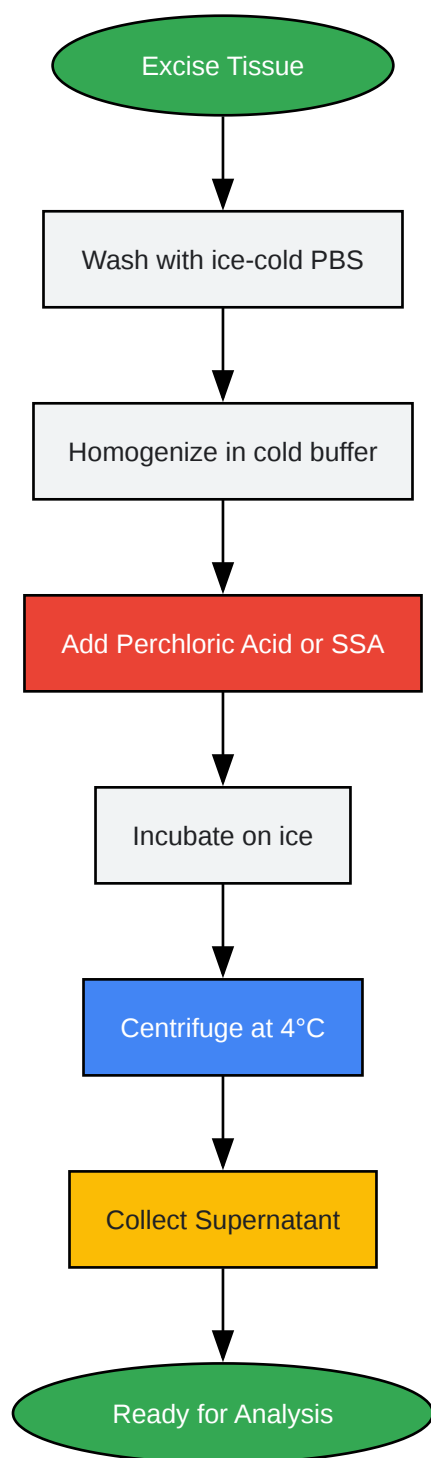 Excise Tissue
Wash with ice-cold PBS
Homogenize in cold buffer
Add Perchloric Acid or SSA
Incubate on ice
Centrifuge at 4°C
Collect Supernatant
Ready for Analysis